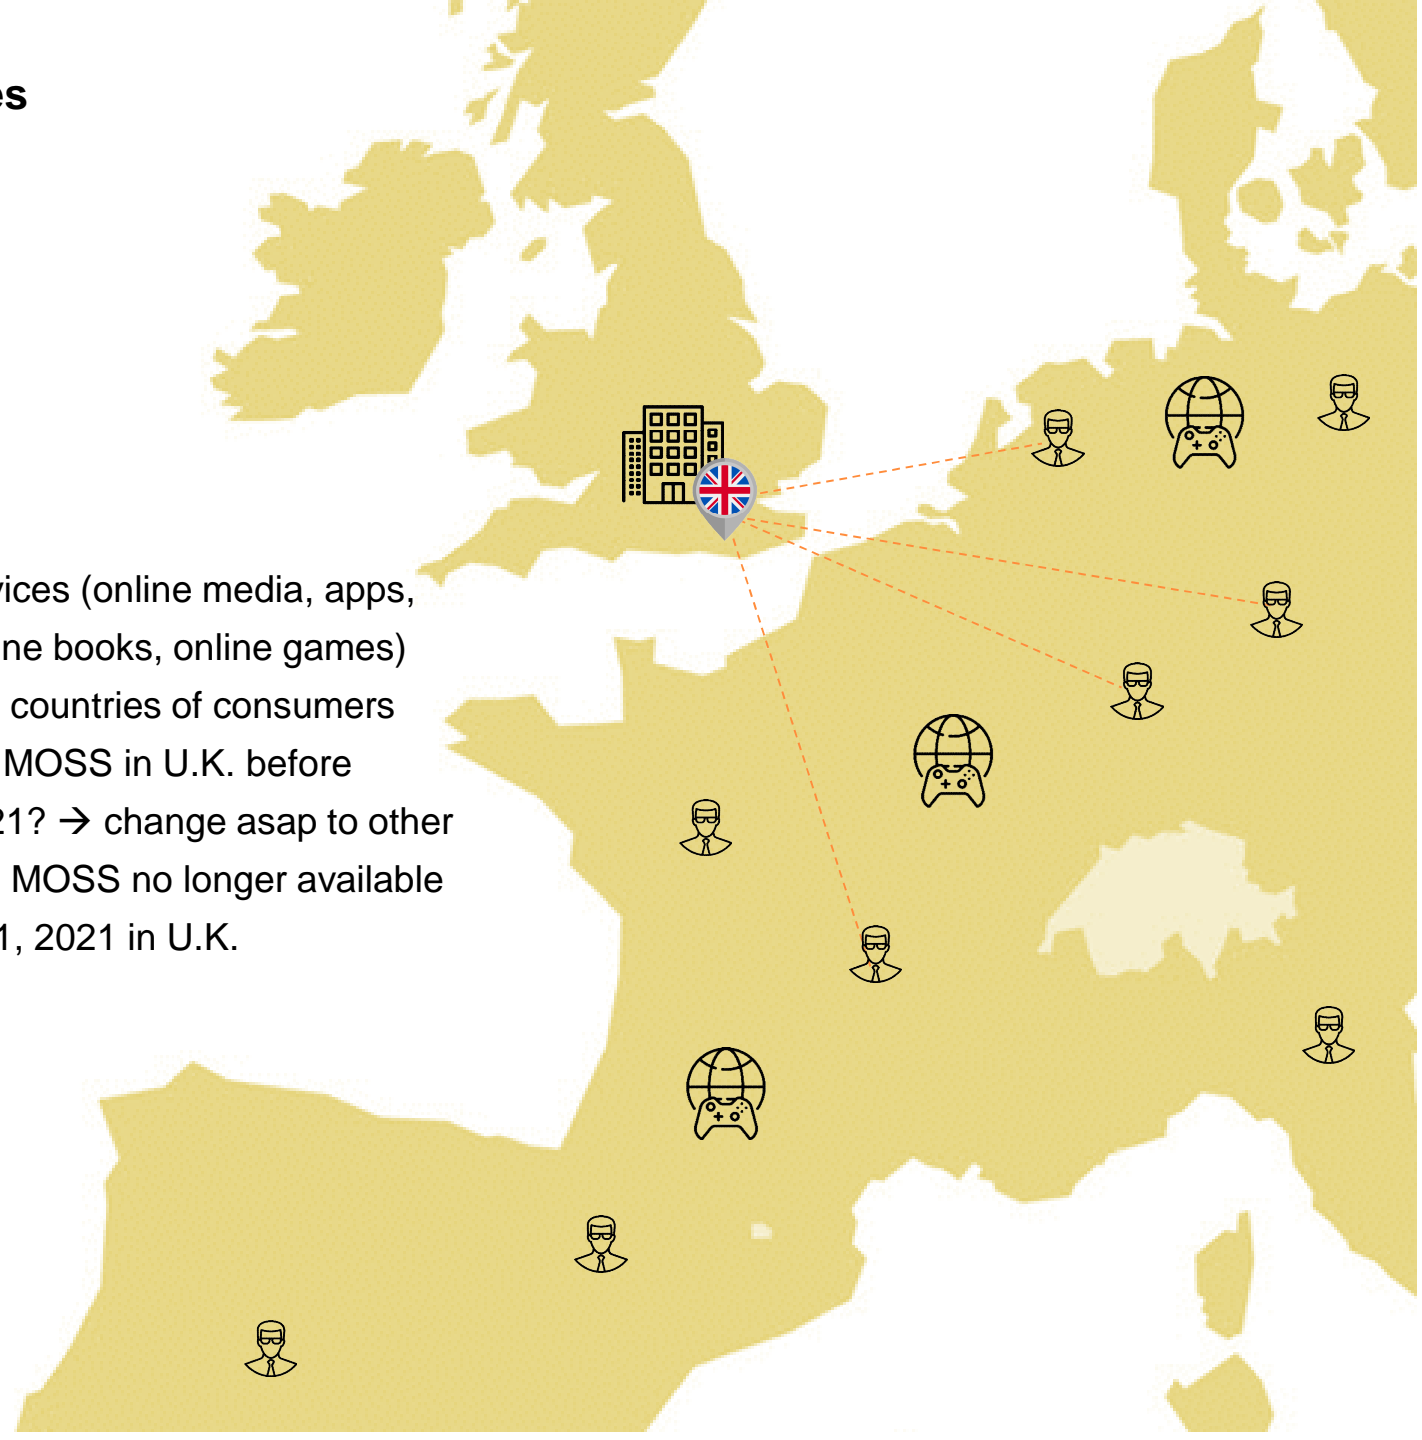 es
vices (online media, apps,
ine books, online games)
countries of consumers
MOSS in U.K. before
21? → change asap to other
MOSS no longer available
1, 2021 in U.K.